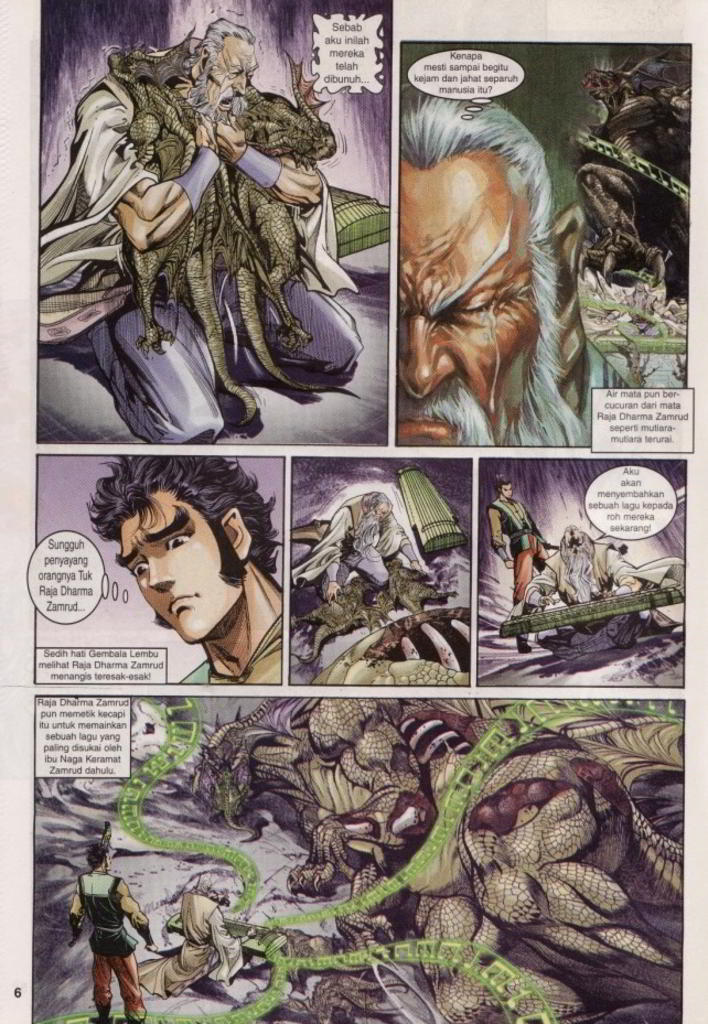 Sebab
aku inilah
mereka
telah
dibunuh...
Kenapa
mesti sampai begitu
kejam dan jahat separuh
manusia itu?
Air mata pun ber-
cucuran dari mata
Raja Dharma Zamrud
seperti mutiara-
mutiara terurai.
Sungguh
penyayang
orangnya Tuk
Raja Dharma
Zamrud...
Sedih hati Gembala Lembu
melihat Raja Dharma Zamrud
menangis teresak-esak!
Aku
akan
menyembahkan
sebuah lagu kepada
roh mereka
sekarang!
Raja Dharma Zamrud
pun memetik kecapi
itu untuk memainkan
sebuah lagu yang
paling disukai oleh
ibu Naga Keramat
Zamrud dahulu.
6